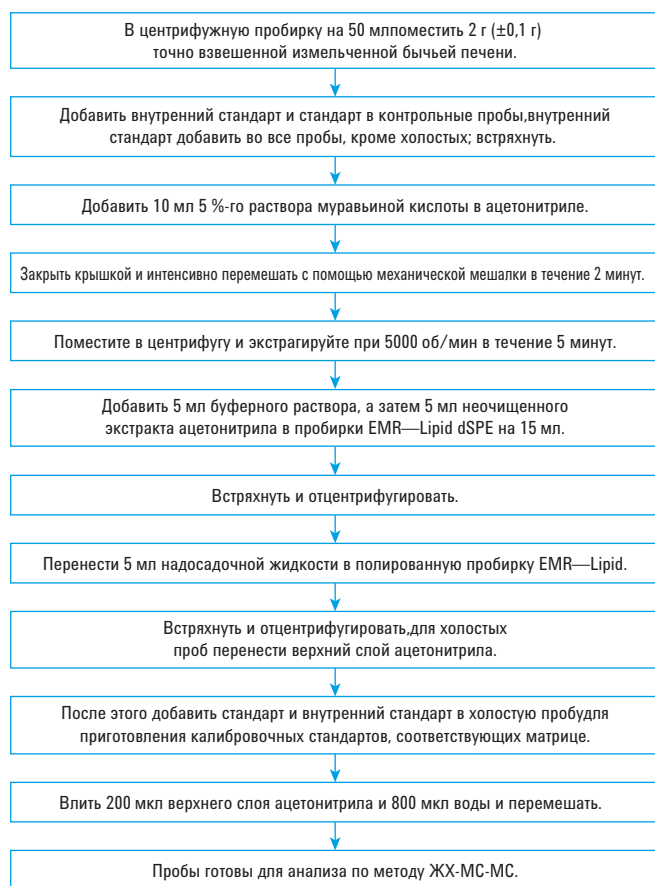 В центрифужную пробирку на 50 млпоместить 2 г (±0,1 г)
точно взвешенной измельченной бычьей печени.
Добавить внутренний стандарт и стандарт в контрольные пробы,внутренний
стандарт добавить во все пробы, кроме холостых; встряхнуть.
Добавить 10 мл 5 %-го раствора муравьиной кислоты в ацетонитриле.
Закрыть крышкой и интенсивно перемешать с помощью механической мешалки в течение 2 минут.
Поместите в центрифугу и экстрагируйте при 5000 об/мин в течение 5 минут.
Добавить 5 мл буферного раствора, а затем 5 мл неочищенного
экстракта ацетонитрила в пробирки EMR—Lipid dSPE на 15 мл.
Встряхнуть и отцентрифугировать.
Перенести 5 мл надосадочной жидкости в полированную пробирку EMR—Lipid.
Встряхнуть и отцентрифугировать,для холостых
проб перенести верхний слой ацетонитрила.
После этого добавить стандарт и внутренний стандарт в холостую пробудля
приготовления калибровочных стандартов, соответствующих матрице.
Влить 200 мкл верхнего слоя ацетонитрила и 800 мкл воды и перемешать.
Пробы готовы для анализа по методу ЖХ-МС-МС.